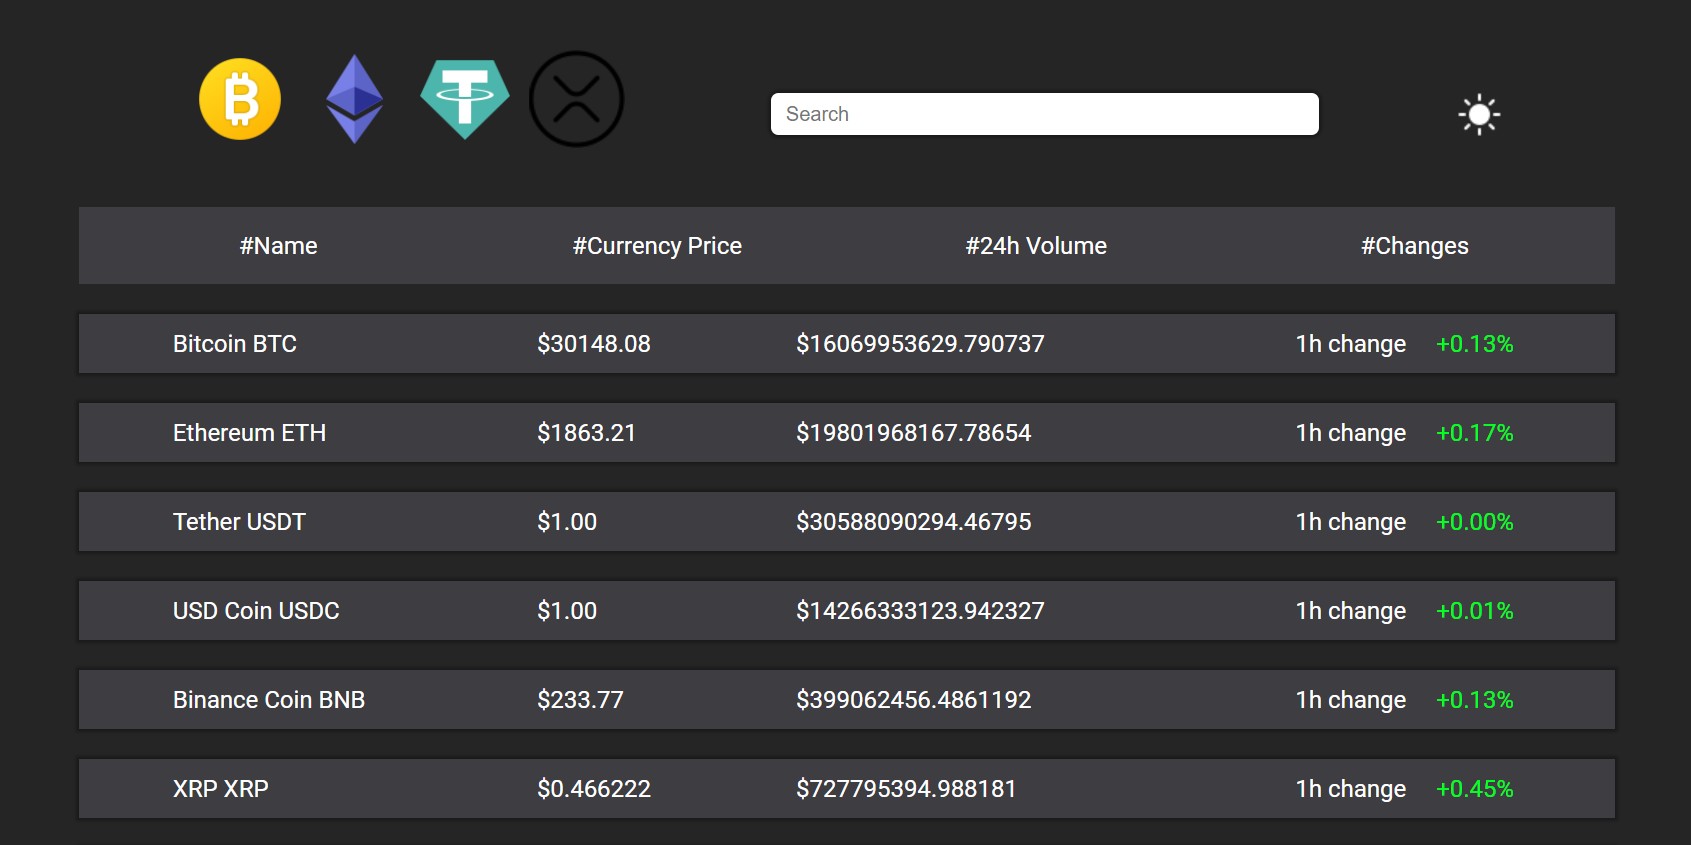 Search
#Name #Currency Price #24h Volume #Changes
Bitcoin BTC $30148.08 $16069953629.790737 1h change +0.13%
Ethereum ETH $1863.21 $19801968167.78654 1h change +0.17%
Tether USDT $1.00 $30588090294.46795 1h change +0.00%
USD Coin USDC $1.00 $14266333123.942327 1h change +0.01%
Binance Coin BNB $233.77 $399062456.4861192 1h change +0.13%
XRP XRP $0.466222 $727795394.988181 1h change +0.45%